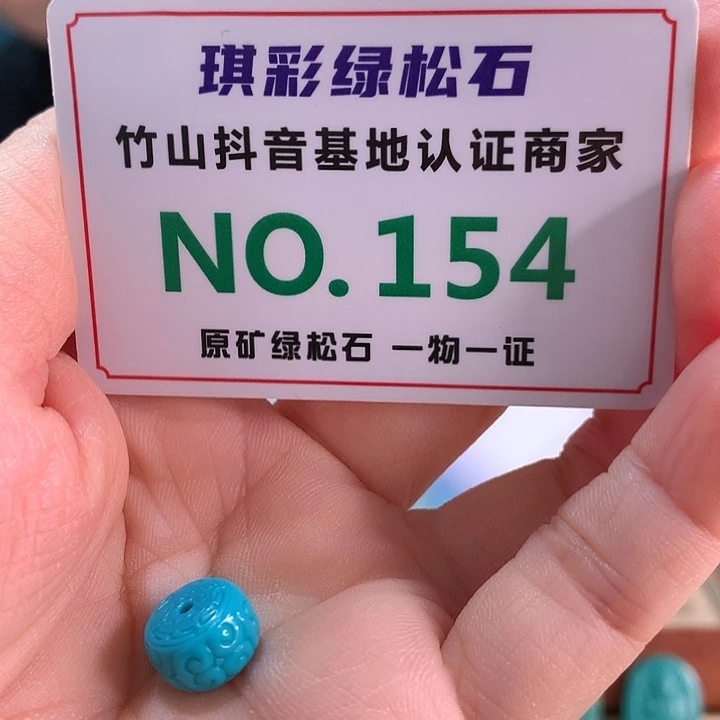 琪彩绿松石
竹山抖音基地认证商家
NO.154
原矿绿松石 一物一证